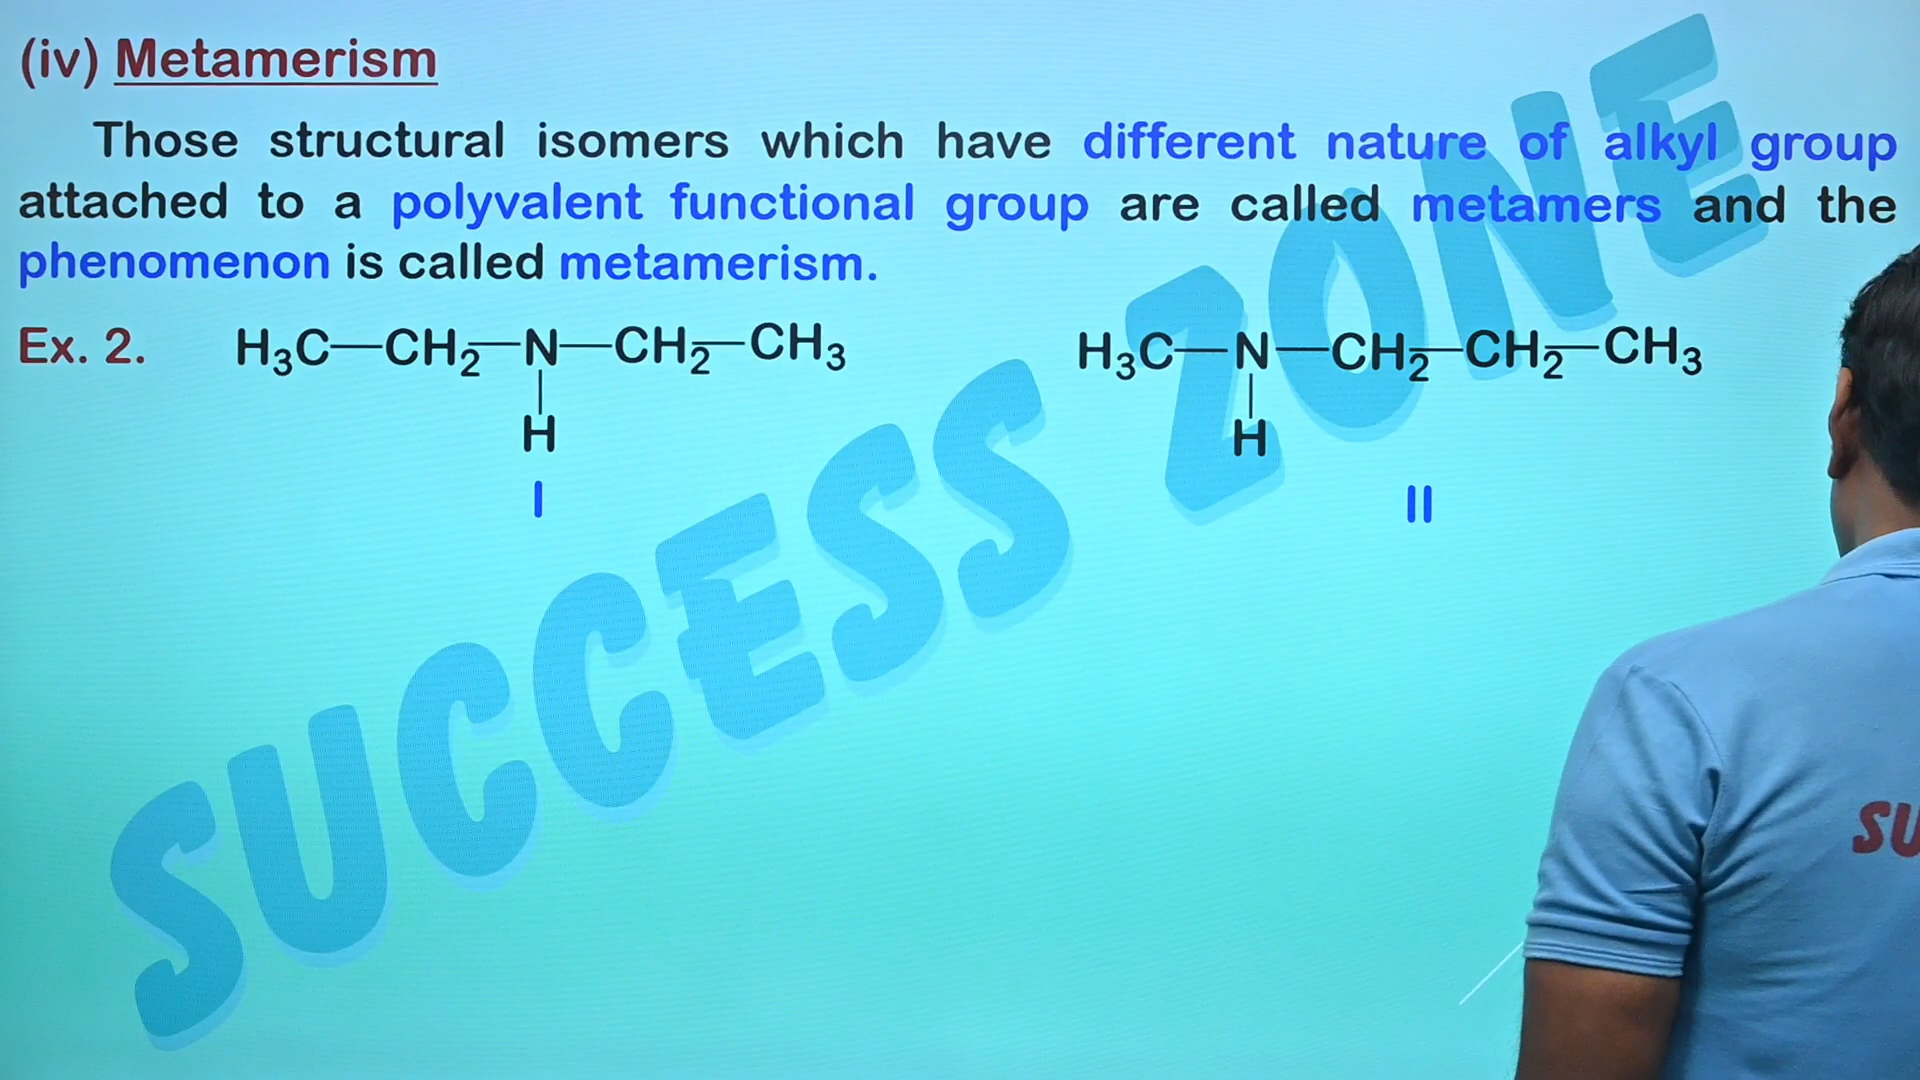 (iv) Metamerism
Those structural isomers which have different nature of alkyl group
attached to a polyvalent functional group are called metamers and the
phenomenon is called metamerism.
Ex. 2. H₃C—CH₂—N—CH₂—CH₃ H₃C—N—CH₂—CH₂—CH₃
H H
I II
SUCCESS ZONE
SU